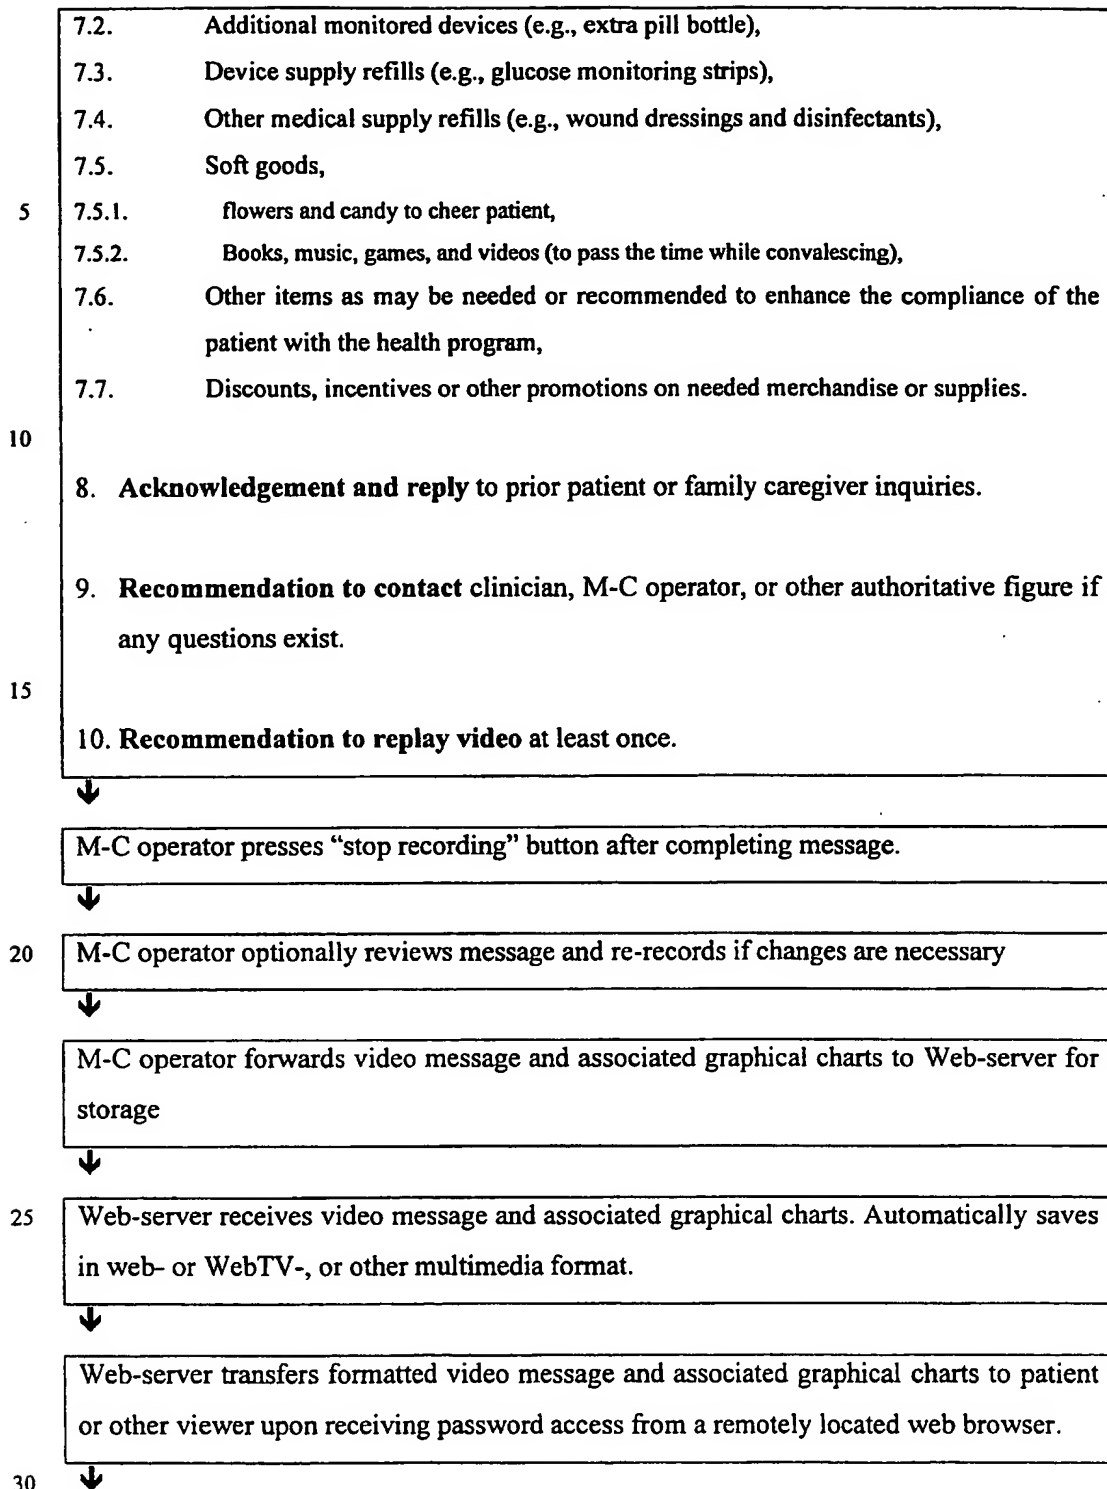 7.2. Additional monitored devices (e.g., extra pill bottle),
7.3. Device supply refills (e.g., glucose monitoring strips),
7.4. Other medical supply refills (e.g., wound dressings and disinfectants),
7.5. Soft goods,
5 7.5.1. flowers and candy to cheer patient,
7.5.2. Books, music, games, and videos (to pass the time while convalescing),
7.6. Other items as may be needed or recommended to enhance the compliance of the
patient with the health program,
7.7. Discounts, incentives or other promotions on needed merchandise or supplies.
10
8. Acknowledgement and reply to prior patient or family caregiver inquiries.
9. Recommendation to contact clinician, M-C operator, or other authoritative figure if
any questions exist.
15
10. Recommendation to replay video at least once.
M-C operator presses “stop recording” button after completing message.
20 M-C operator optionally reviews message and re-records if changes are necessary
M-C operator forwards video message and associated graphical charts to Web-server for
storage
25 Web-server receives video message and associated graphical charts. Automatically saves
in web- or WebTV-, or other multimedia format.
Web-server transfers formatted video message and associated graphical charts to patient
or other viewer upon receiving password access from a remotely located web browser.
30